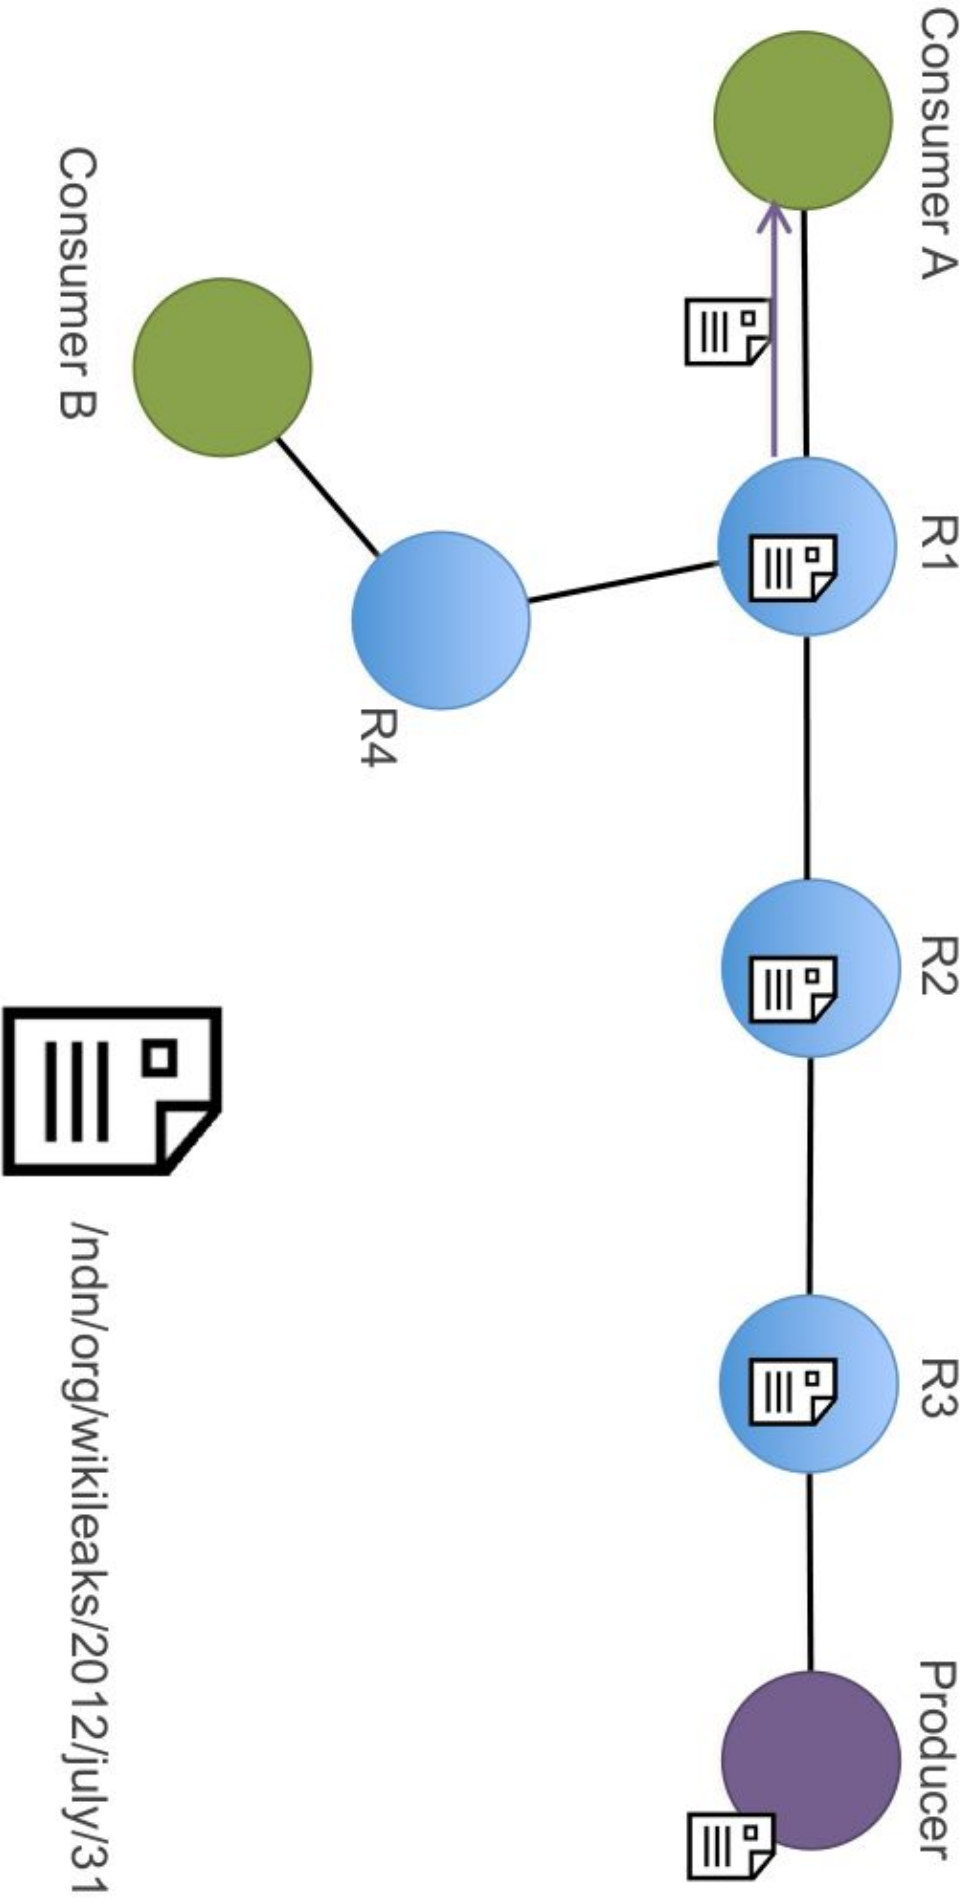 Consumer A
R1
R2
R3
Producer
R4
Consumer B
/ndn/org/wikileaks/2012/july/31